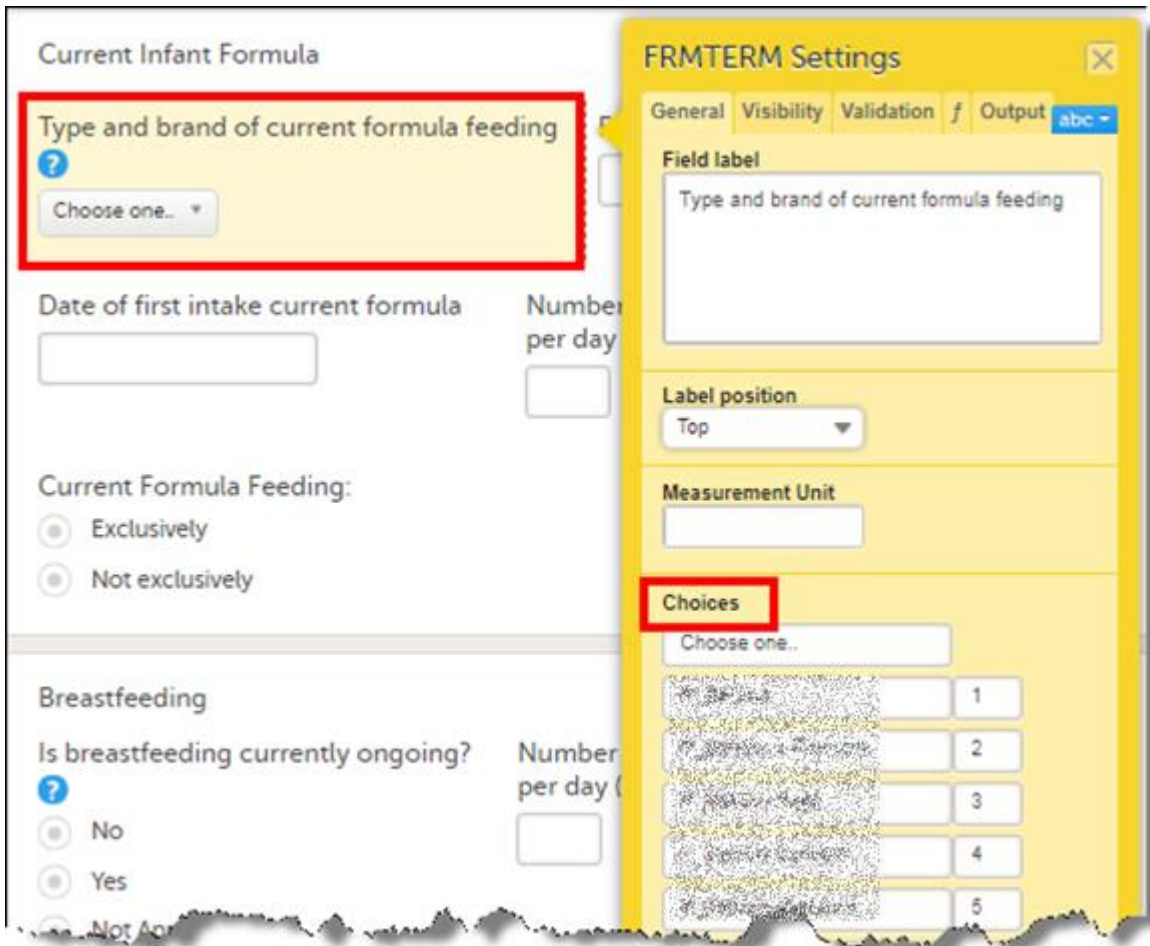 Current Infant Formula
Type and brand of current formula feeding
?
Choose one..
Date of first intake current formula
Number
per day
Current Formula Feeding:
Exclusively
Not exclusively
Breastfeeding
Is breastfeeding currently ongoing?
?
Number
per day (
No
Yes
Not
FRMTERM Settings
General Visibility Validation f Output abc
Field label
Type and brand of current formula feeding
Label position
Top
Measurement Unit
Choices
Choose one..
1
2
3
4
5